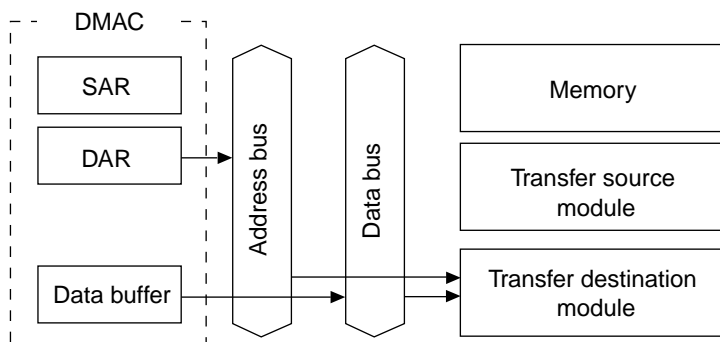 DMAC
SAR
DAR
Data buffer
Address bus
Data bus
Memory
Transfer source
module
Transfer destination
module